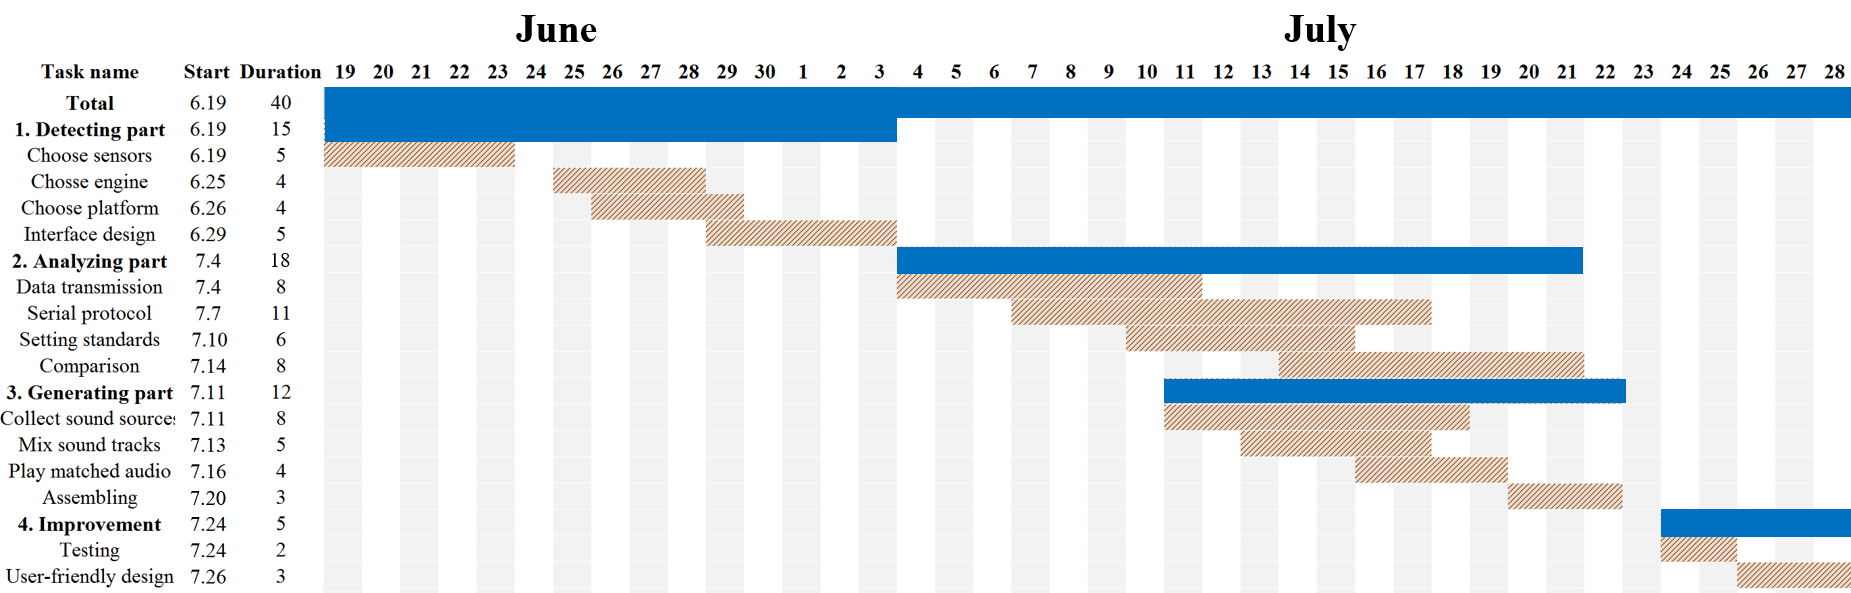 June July
Task name Start Duration 19 20 21 22 23 24 25 26 27 28 29 30 1 2 3 4 5 6 7 8 9 10 11 12 13 14 15 16 17 18 19 20 21 22 23 24 25 26 27 28
Total 6.19 40
1. Detecting part 6.19 15
Choose sensors 6.19 5
Chosse engine 6.25 4
Choose platform 6.26 4
Interface design 6.29 5
2. Analyzing part 7.4 18
Data transmission 7.4 8
Serial protocol 7.7 11
Setting standards 7.10 6
Comparison 7.14 8
3. Generating part 7.11 12
Collect sound sources 7.11 8
Mix sound tracks 7.13 5
Play matched audio 7.16 4
Assembling 7.20 3
4. Improvement 7.24 5
Testing 7.24 2
User-friendly design 7.26 3